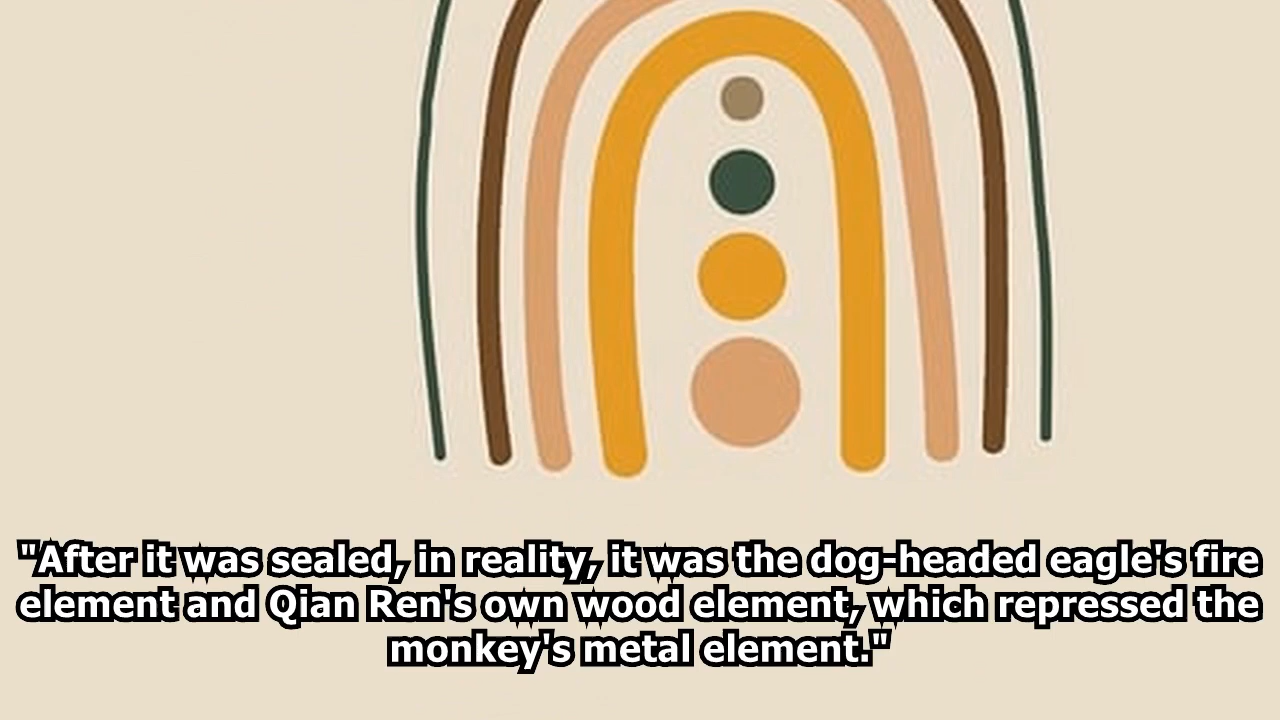 "After it was sealed, in reality, it was the dog-headed eagle's fire
element and Qian Ren's own wood element, which repressed the
monkey's metal element."